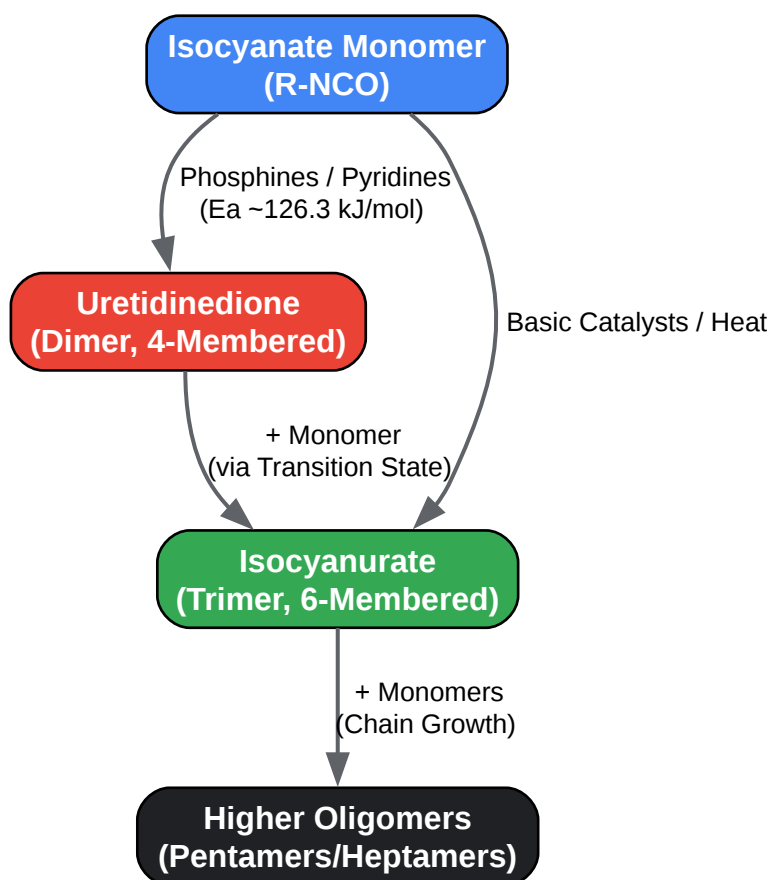 Isocyanate Monomer
(R-NCO)
Phosphines / Pyridines
(Ea ~126.3 kJ/mol)
Uretidinedione
(Dimer, 4-Membered)
Basic Catalysts / Heat
+ Monomer
(via Transition State)
Isocyanurate
(Trimer, 6-Membered)
+ Monomers
(Chain Growth)
Higher Oligomers
(Pentamers/Heptamers)